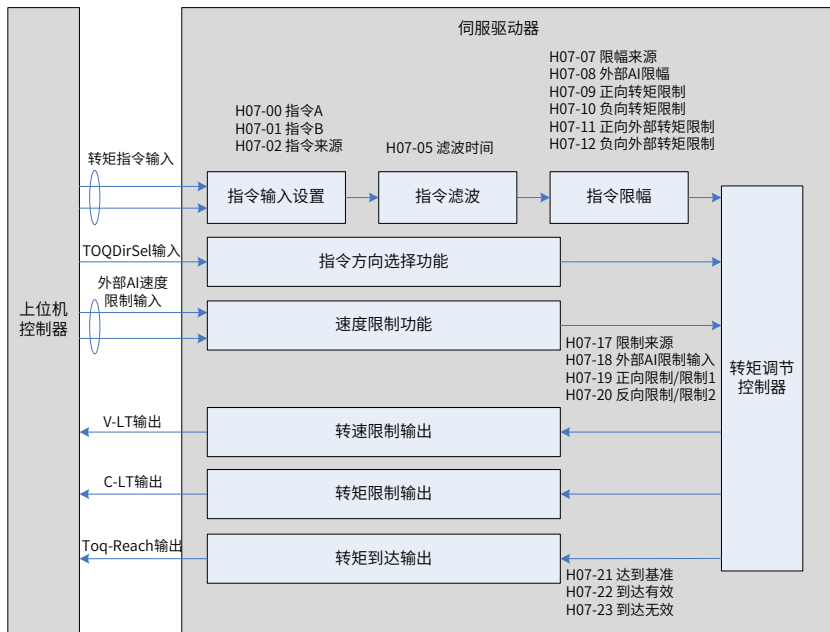 伺服驱动器
H07-07 限幅来源
H07-08 外部AI限幅
H07-09 正向转矩限制
H07-10 负向转矩限制
H07-11 正向外部转矩限制
H07-12 负向外部转矩限制
H07-00 指令A
H07-01 指令B
H07-02 指令来源
H07-05 滤波时间
转矩指令输入
指令输入设置
指令滤波
指令限幅
TOQDirSel输入
指令方向选择功能
外部AI速度
限制输入
速度限制功能
上位机
控制器
H07-17 限制来源
H07-18 外部AI限制输入
H07-19 正向限制/限制1
H07-20 反向限制/限制2
转矩调节
控制器
V-LT输出
转速限制输出
C-LT输出
转矩限制输出
Toq-Reach输出
转矩到达输出
H07-21 达到基准
H07-22 到达有效
H07-23 到达无效